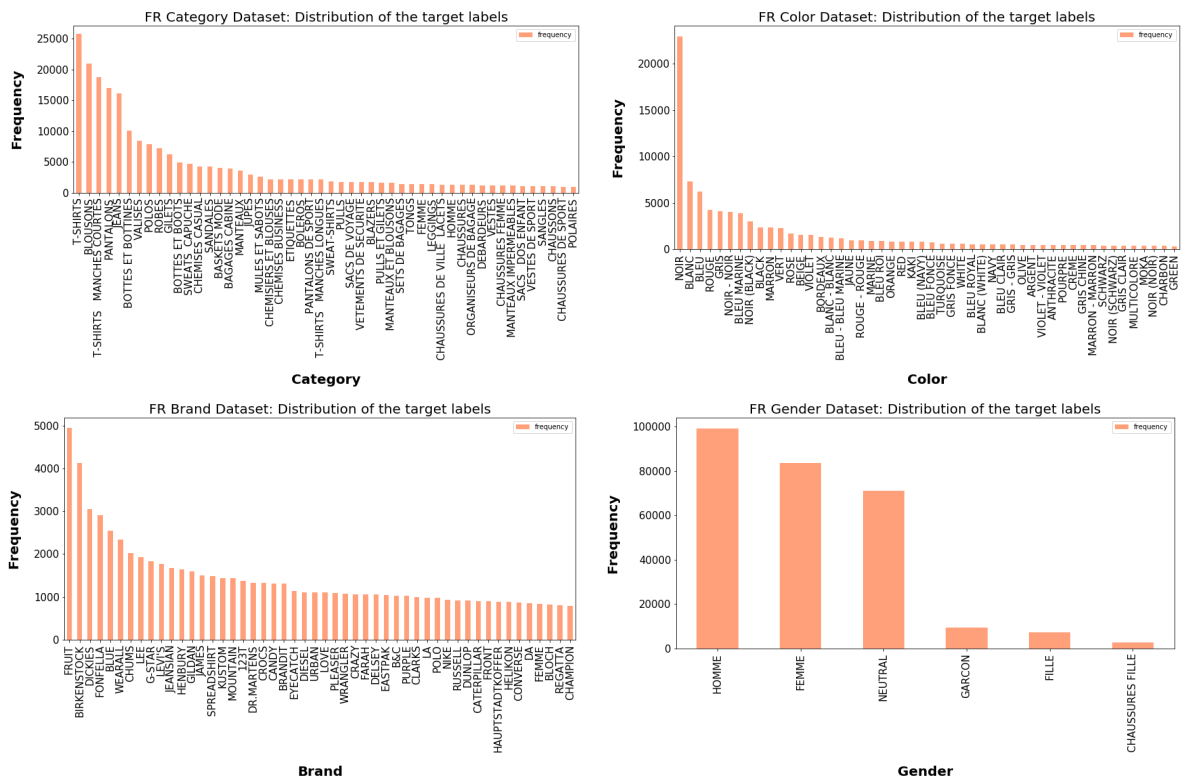 FR Category Dataset: Distribution of the target labels
frequency
Frequency
25000
20000
15000
10000
5000
0
T-SHIRTS
BLOUSONS
T-SHIRTS MANCHES COURTES
PANTALONS
JEANS
BOTTES ET BOTTINES
VALISES
POLOS
ROBES
GILETS
BOTTES ET BOOTS
SWEATS CAPUCHE
CHEMISES CASUAL
SANDALES
BASKETS MODE
BAGAGES CABINE
MANTEAUX
JUPES
MULES ET SABOTS
CHEMISES ET BLOUSES
CHEMISES BUSINESS
ETIQUETTES
BOLEROS
PANTALONS DE SPORT
T-SHIRTS MANCHES LONGUES
SWEAT-SHIRTS
PULLS
SACS DE VOYAGE
VETEMENTS DE SECURITE
BLAZERS
PULLS ET GILETS
MANTEAUX ET BLOUSONS
SETS DE BAGAGES
TONGS
FEMME
LEGGINGS
CHAUSSURES DE VILLE LACETS
HOMME
CHAUSSURES
ORGANISEURS DE BAGAGE
DEBARDEURS
VESTES
CHAUSSURES FEMME
MANTEAUX IMPERMEABLES
SACS DOS ENFANT
VESTES DE SPORT
SANGLES
CHAUSSONS
CHAUSSURES DE SPORT
POLAIRES
Category
FR Color Dataset: Distribution of the target labels
frequency
Frequency
20000
15000
10000
5000
0
NOIR
BLANC
BLEU
ROUGE
GRIS
NOIR - NOIR
BLEU MARINE
NOIR (BLACK)
BLACK
MARRON
VERT
ROSE
BEIGE
VIOLET
BORDEAUX
BLANC - BLANC
BLEU - BLEU MARINE
JAUNE
ROUGE - ROUGE
MARINE
BLEU ROI
ORANGE
RED
KAKI
BLEU (NAVY)
BLEU FONCE
TURQUOISE
GRIS FONCE
WHITE
BLEU ROYAL
BLANC (WHITE)
NAVY
BLEU CLAIR
GRIS - GRIS
OLIVE
ARGENT
VIOLET - VIOLET
ANTHRACITE
POURPRE
CREME
GRIS CHINE
MARRON - MARRON
SCHWARZ
NOIR (SCHWARZ)
GRIS CLAIR
MULTICOLORE
MOKA
NOIR (NOIR)
CHARBON
GREEN
Color
FR Brand Dataset: Distribution of the target labels
frequency
Frequency
5000
4000
3000
2000
1000
0
FRUIT
BIRKENSTOCK
DICKIES
FONFELLA
BLUE
WEARALL
CHUMS
LEE
G-STAR
LEVI'S
JEANSIAN
HENBURY
GILDAN
JAMES
SPREADSHIRT
KUSTOM
MOUNTAIN
123T
DR.MARTENS
CROCS
CANDY
BRANDIT
EYECATCH
DIESEL
URBAN
LOVE
PLEASER
WRANGLER
CRAZY
FARAH
DELSEY
EASTPAK
B&C
PURPLE
CLARKS
LA
POLO
NIKE
RUSSELL
DUNLOP
CATERPILLAR
FRONT
HAUPTSTADTKOFFER
HELIKON
CONVERSE
DA
FEMME
BLOCH
REGATTA
CHAMPION
Brand
FR Gender Dataset: Distribution of the target labels
frequency
Frequency
100000
80000
60000
40000
20000
0
HOMME
FEMME
NEUTRAL
GARCON
FILLE
CHAUSSURES FILLE
Gender